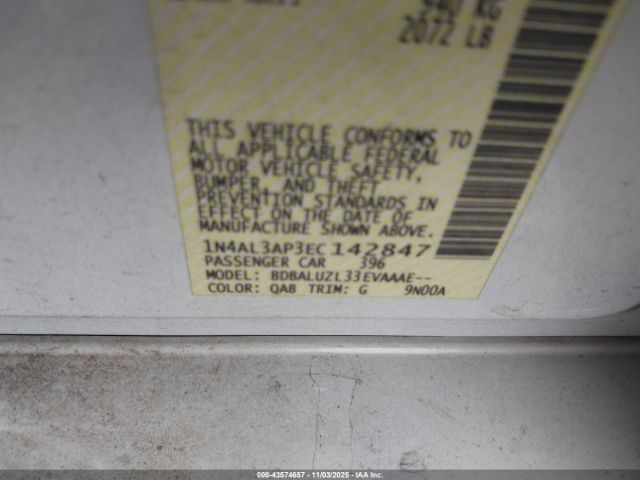 940 KG
2072 LB
THIS VEHICLE CONFORMS TO
ALL APPLICABLE FEDERAL
MOTOR VEHICLE SAFETY,
BUMPER, AND THEFT
PREVENTION STANDARDS IN
EFFECT ON THE DATE OF
MANUFACTURE SHOWN ABOVE.
1N4AL3AP3EC142847
PASSENGER CAR 396
MODEL: BDBALUZL33EVAAAE--
COLOR: QAB TRIM: G 9N00A
000-43574657 - 11/03/2025 - IAAI.com